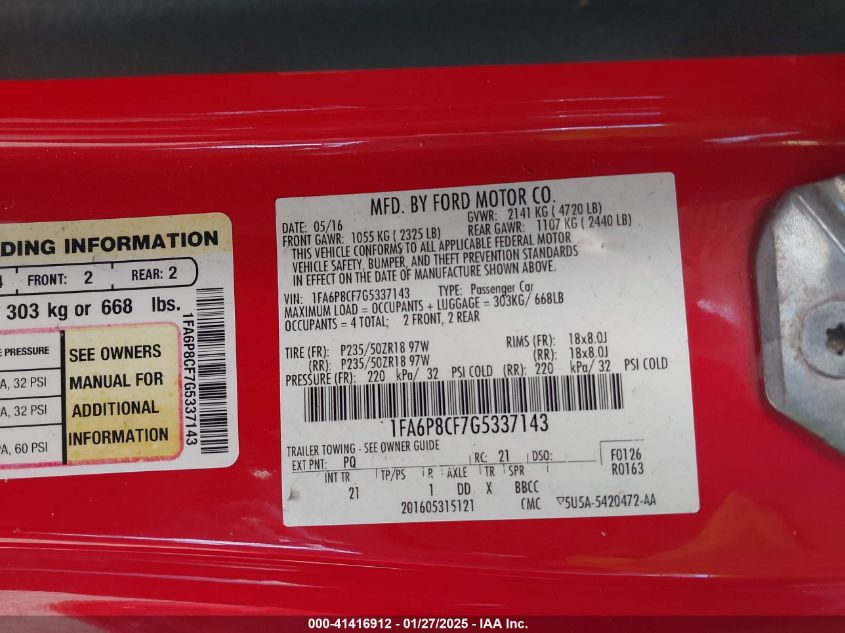 DING INFORMATION
FRONT: 2 REAR: 2
303 kg or 668 lbs.
PRESSURE
, 32 PSI
, 32 PSI
, 60 PSI
SEE OWNERS
MANUAL FOR
ADDITIONAL
INFORMATION
1FA6P8CF7G5337143
MFD. BY FORD MOTOR CO.
DATE: 05/16 GVWR: 2141 KG ( 4720 LB)
FRONT GAWR: 1055 KG ( 2325 LB) REAR GAWR: 1107 KG ( 2440 LB)
THIS VEHICLE CONFORMS TO ALL APPLICABLE FEDERAL MOTOR
VEHICLE SAFETY, BUMPER, AND THEFT PREVENTION STANDARDS
IN EFFECT ON THE DATE OF MANUFACTURE SHOWN ABOVE.
VIN: 1FA6P8CF7G5337143 TYPE: Passenger Car
MAXIMUM LOAD = OCCUPANTS + LUGGAGE = 303KG/ 668LB
OCCUPANTS = 4 TOTAL; 2 FRONT, 2 REAR
TIRE (FR): P235/50ZR18 97W RIMS (FR): 18x8.0J
(RR): P235/50ZR18 97W (RR): 18x8.0J
PRESSURE (FR): 220 kPa/ 32 PSI COLD (RR): 220 kPa/ 32 PSI COLD
1FA6P8CF7G5337143
TRAILER TOWING - SEE OWNER GUIDE
EXT PNT: PQ RC: 21 DSO: F0126
R0163
INT TR TP/PS R AXLE TR SPR
21 1 DD X BBCC
201605315121 CMC ▽5U5A-5420472-AA
000-41416912 - 01/27/2025 - IAA Inc.